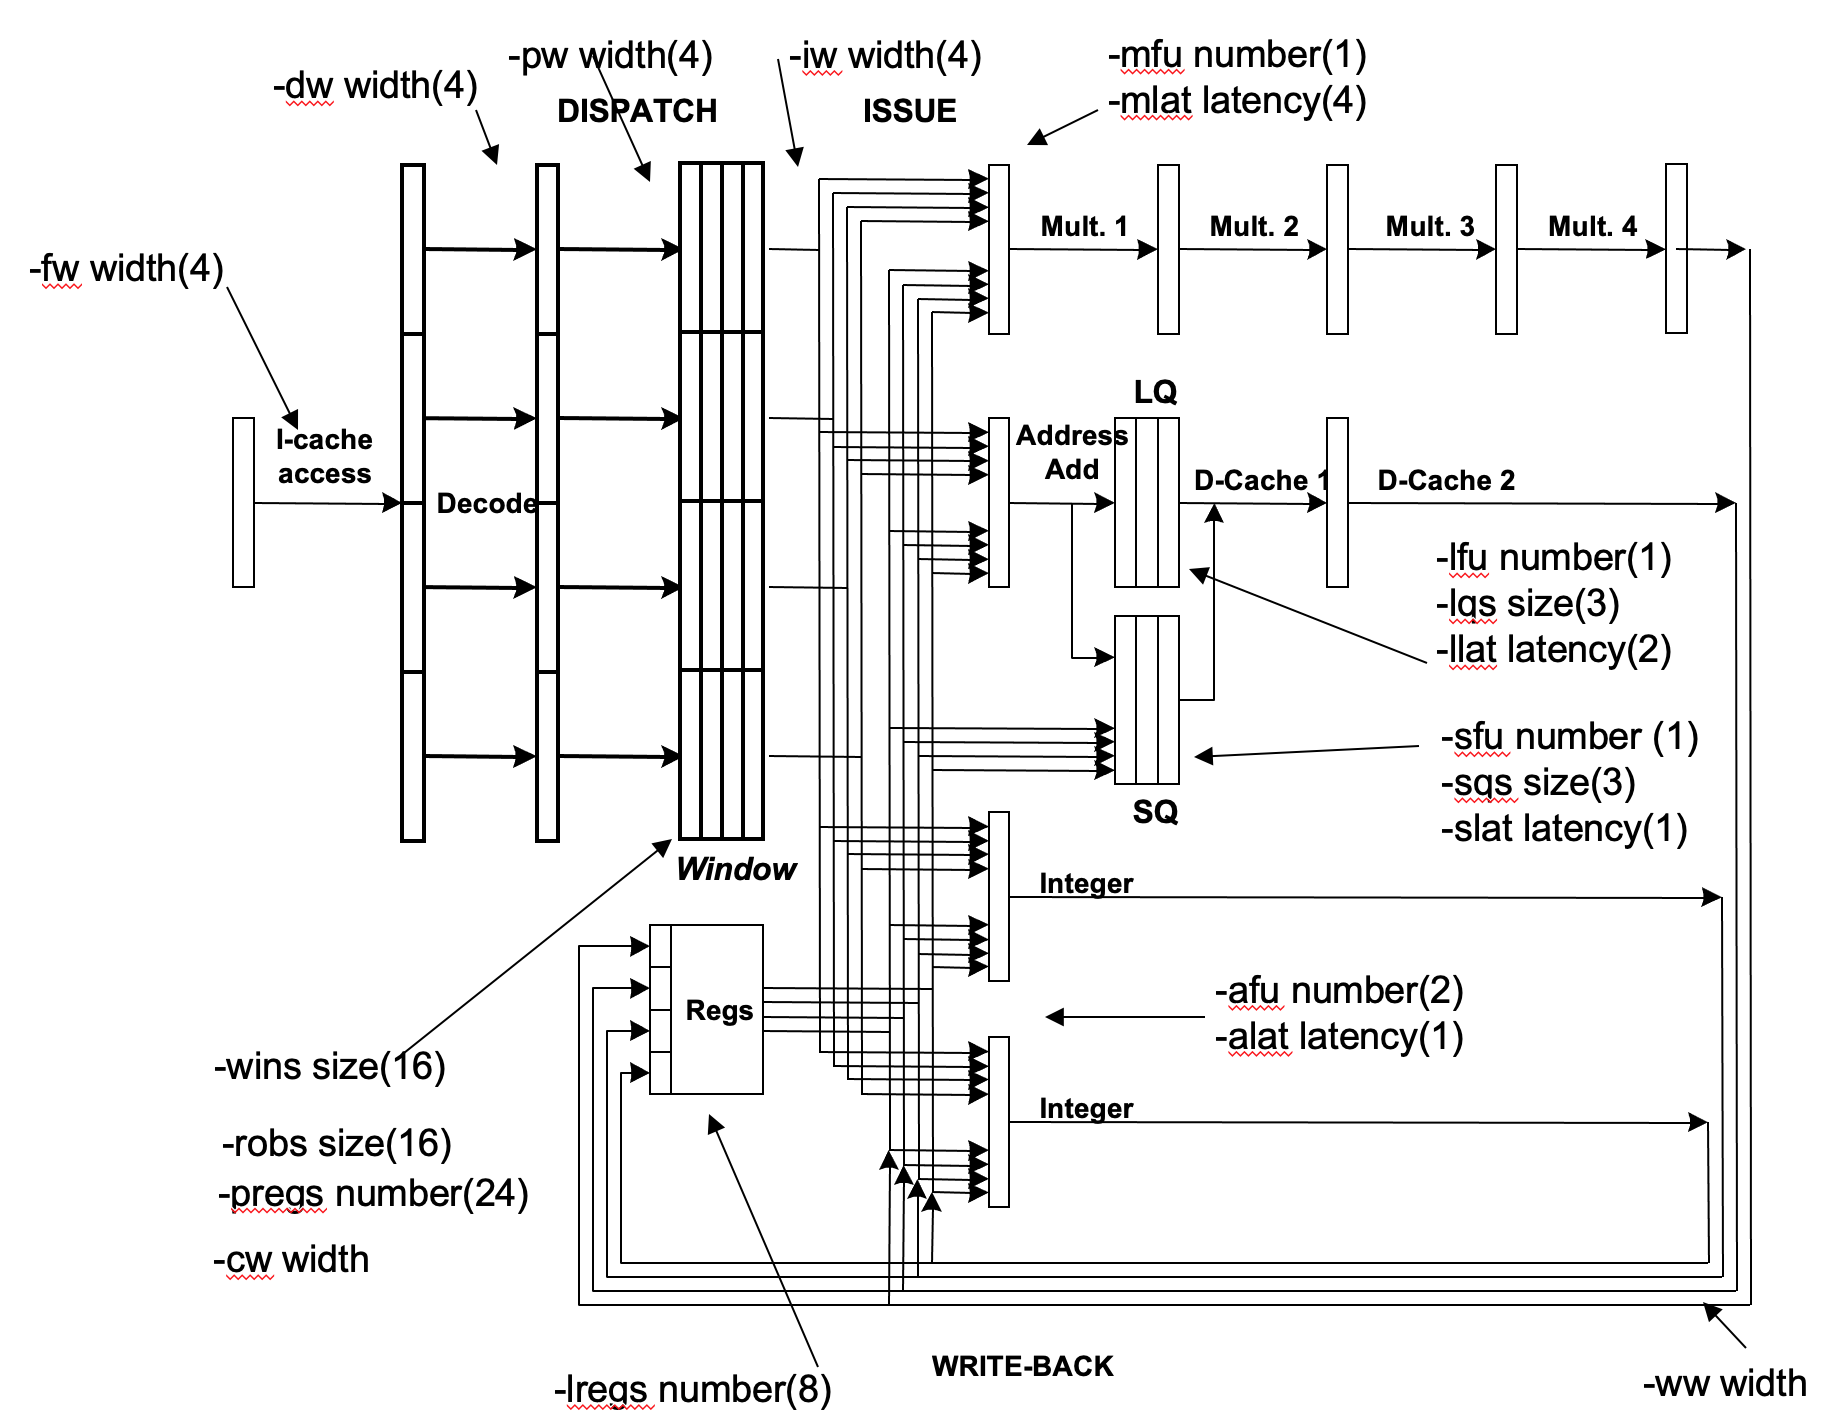 -pw width(4)
-iw width(4)
-mfu number(1)
-mlat latency(4)
-dw width(4)
DISPATCH
ISSUE
Mult. 1
Mult. 2
Mult. 3
Mult. 4
-fw width(4)
LQ
I-cache
access
Address
Add
Decode
D-Cache 1
D-Cache 2
-lfu number(1)
-lqs size(3)
-llat latency(2)
-sfu number (1)
-sqs size(3)
-slat latency(1)
SQ
Window
Integer
Regs
-afu number(2)
-alat latency(1)
-wins size(16)
Integer
-robs size(16)
-pregs number(24)
-cw width
WRITE-BACK
-lregs number(8)
-ww width